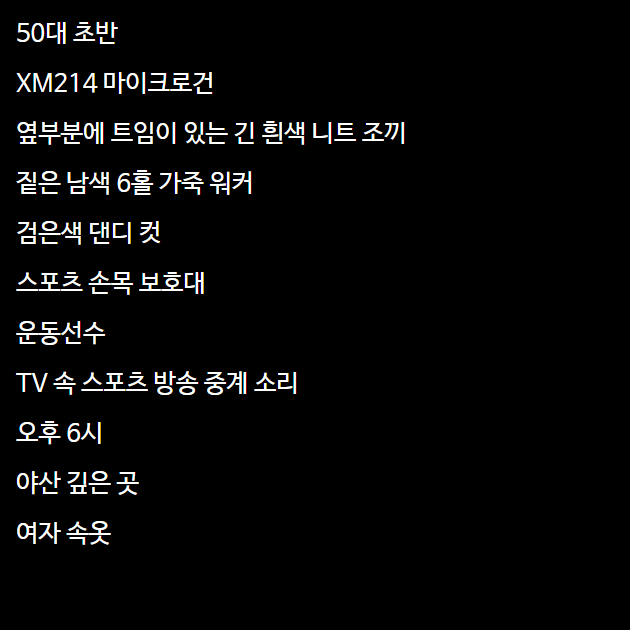 50대 초반
XM214 마이크로건
옆부분에 트임이 있는 긴 흰색 니트 조끼
짙은 남색 6홀 가죽 워커
검은색 댄디 컷
스포츠 손목 보호대
운동선수
TV 속 스포츠 방송 중계 소리
오후 6시
야산 깊은 곳
여자 속옷